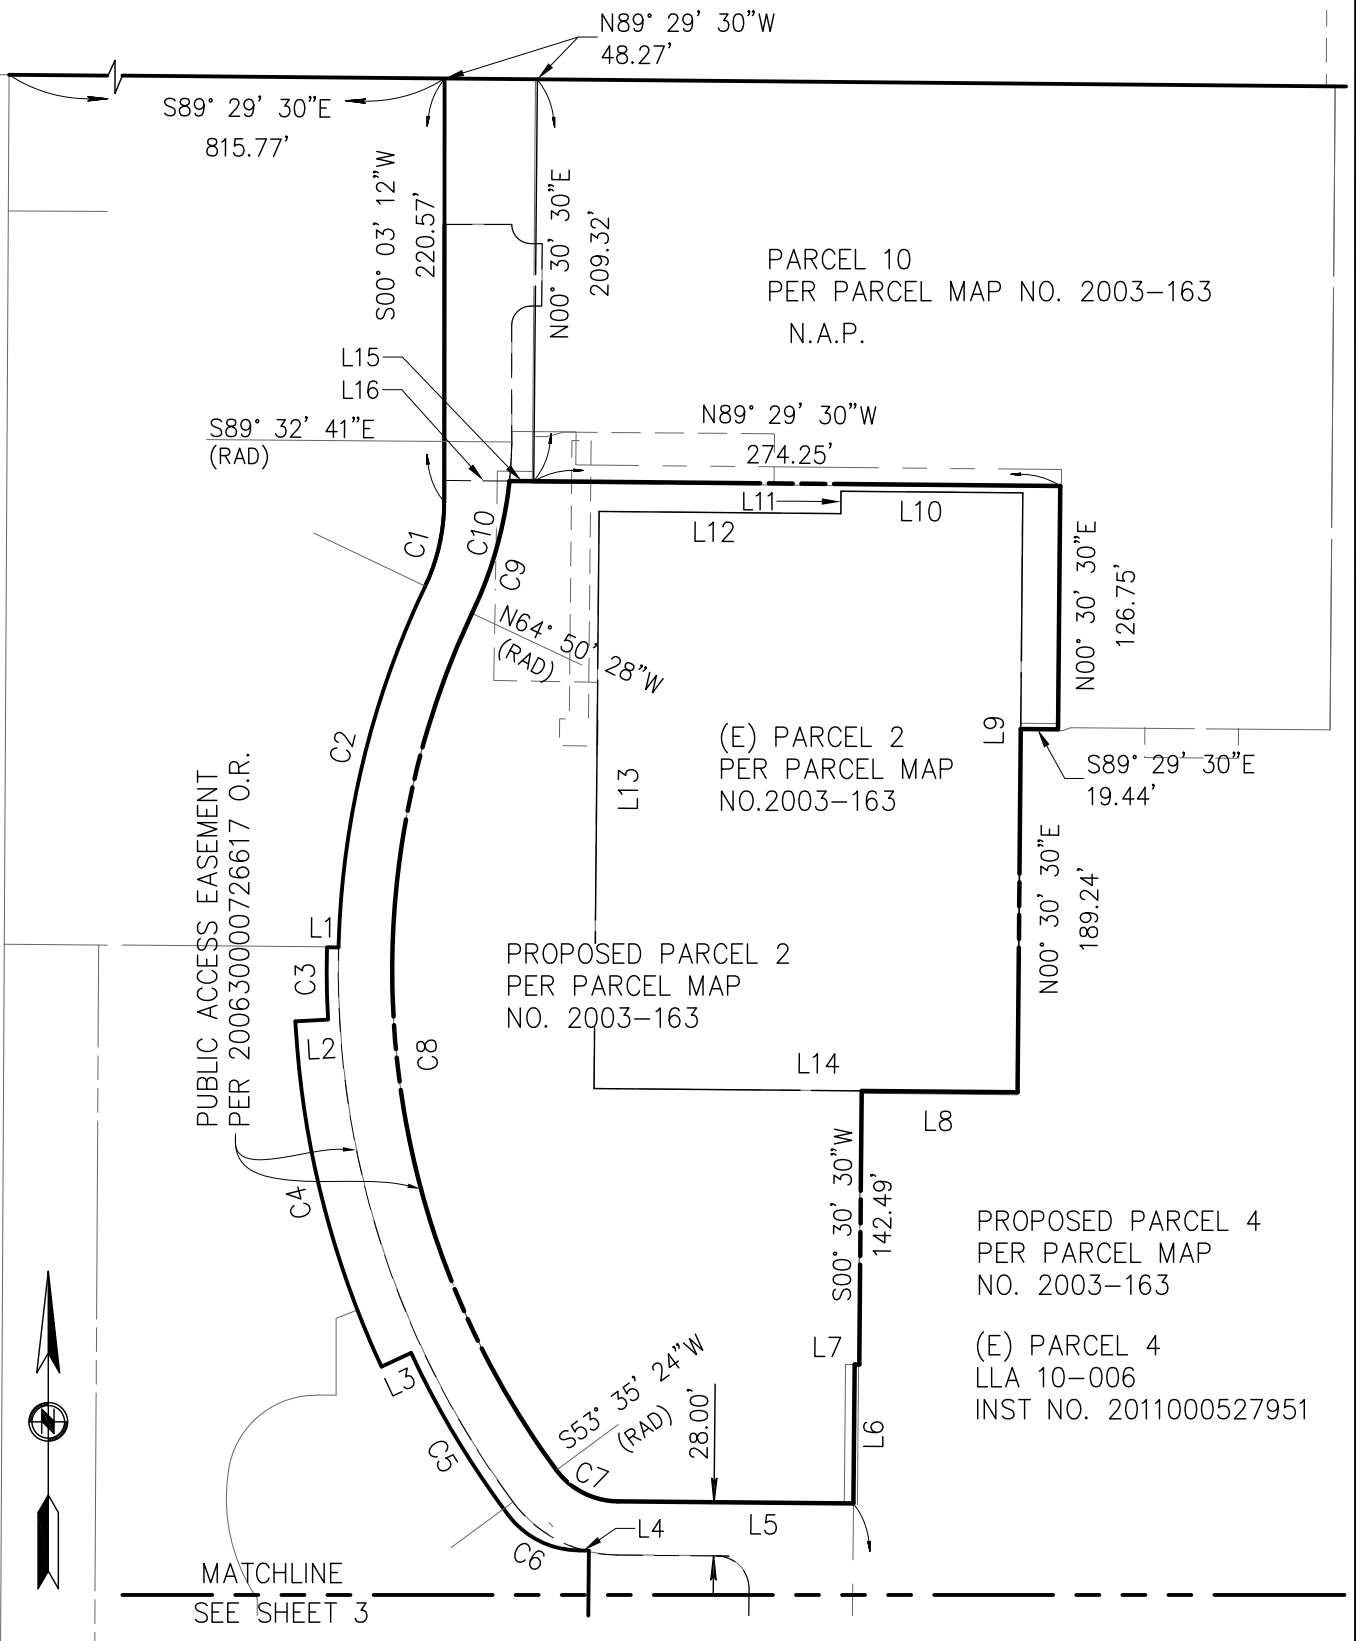 N89° 29' 30"W
48.27'
S89° 29' 30"E
815.77'
S00° 03' 12"W
220.57'
N00° 30' 30"E
209.32'
PARCEL 10
PER PARCEL MAP NO. 2003-163
N.A.P.
L15
L16
S89° 32' 41"E
(RAD)
N89° 29' 30"W
274.25'
L11
L10
L12
C1
C10
C9
N64° 50' 28"W
(RAD)
N00° 30' 30"E
126.75'
C2
L13
L9
(E) PARCEL 2
PER PARCEL MAP
NO.2003-163
S89° 29' 30"E
19.44'
PUBLIC ACCESS EASEMENT
PER 2006300000726617 O.R.
N00° 30' 30"E
189.24'
L1
C3
L2
PROPOSED PARCEL 2
PER PARCEL MAP
NO. 2003-163
C8
L14
L8
C4
S00° 30' 30"W
142.49'
PROPOSED PARCEL 4
PER PARCEL MAP
NO. 2003-163
(E) PARCEL 4
LLA 10-006
INST NO. 2011000527951
L7
L3
S53° 35' 24"W
(RAD)
28.00'
L6
C5
C7
L5
L4
C6
N
MATCHLINE
SEE SHEET 3